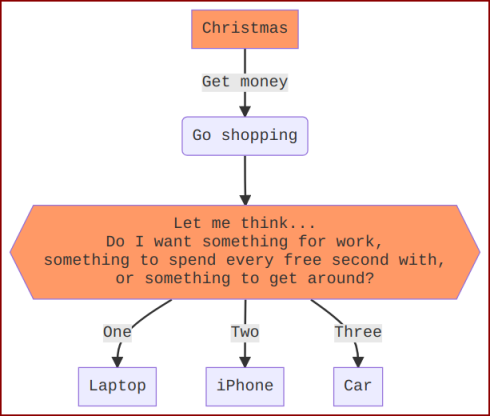 Christmas
Get money
Go shopping
Let me think...
Do I want something for work,
something to spend every free second with,
or something to get around?
One
Two
Three
Laptop
iPhone
Car